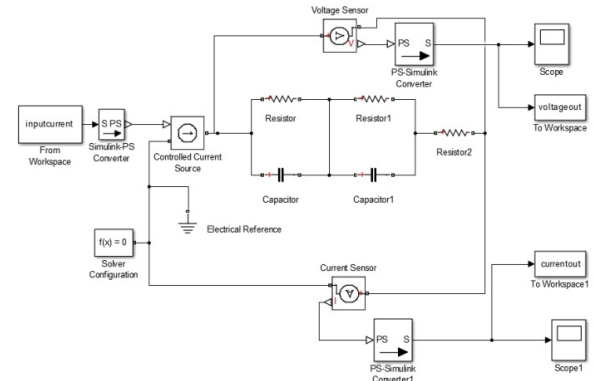 Voltage Sensor
V
PS S
PS-Simulink
Converter
Scope
voltageout
To Workspace
inputcurrent
From
Workspace
S PS
Simulink-PS
Converter
Controlled Current
Source
Resistor
Resistor1
Resistor2
Capacitor
Capacitor1
Electrical Reference
f(x) = 0
Solver
Configuration
Current Sensor
A
I
currentout
To Workspace1
PS S
PS-Simulink
Converter1
Scope1